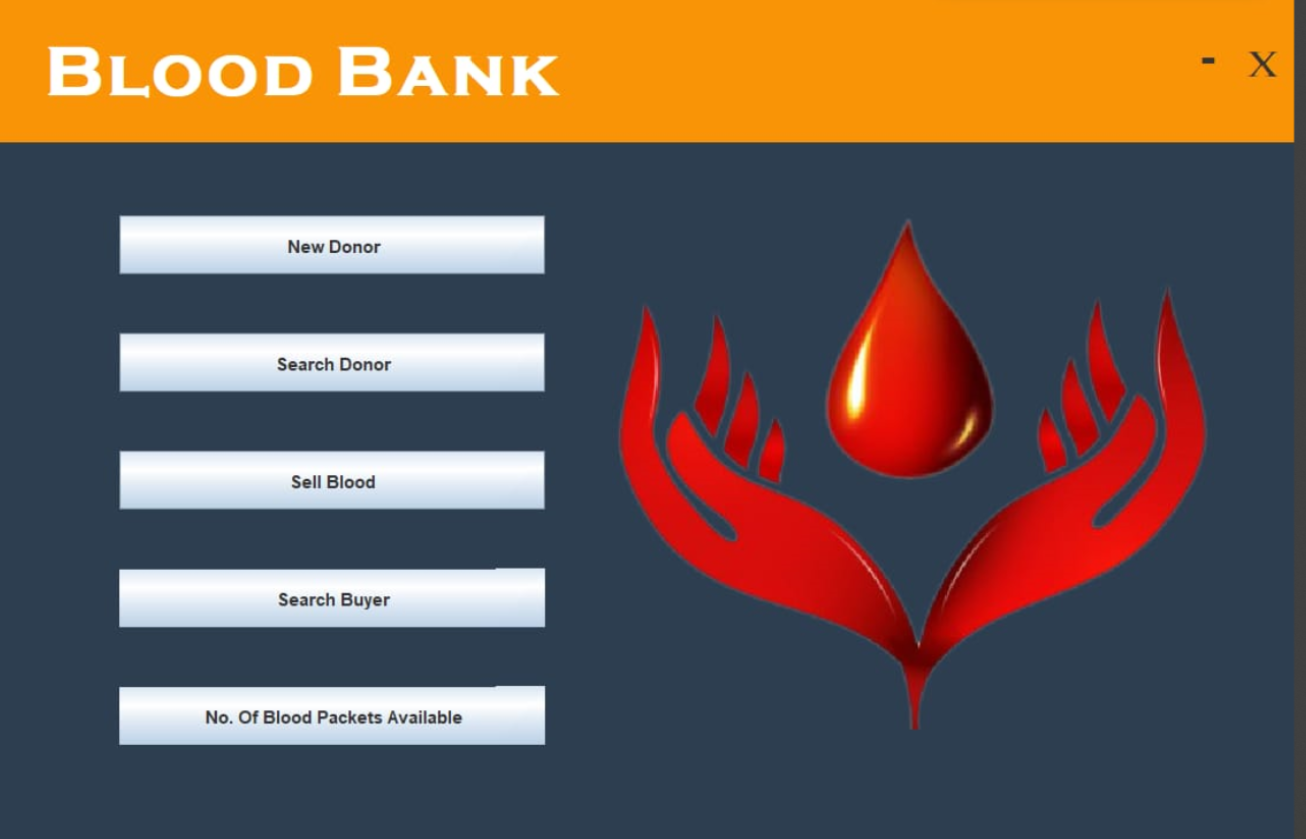 Blood Bank
- X
New Donor
Search Donor
Sell Blood
Search Buyer
No. Of Blood Packets Available